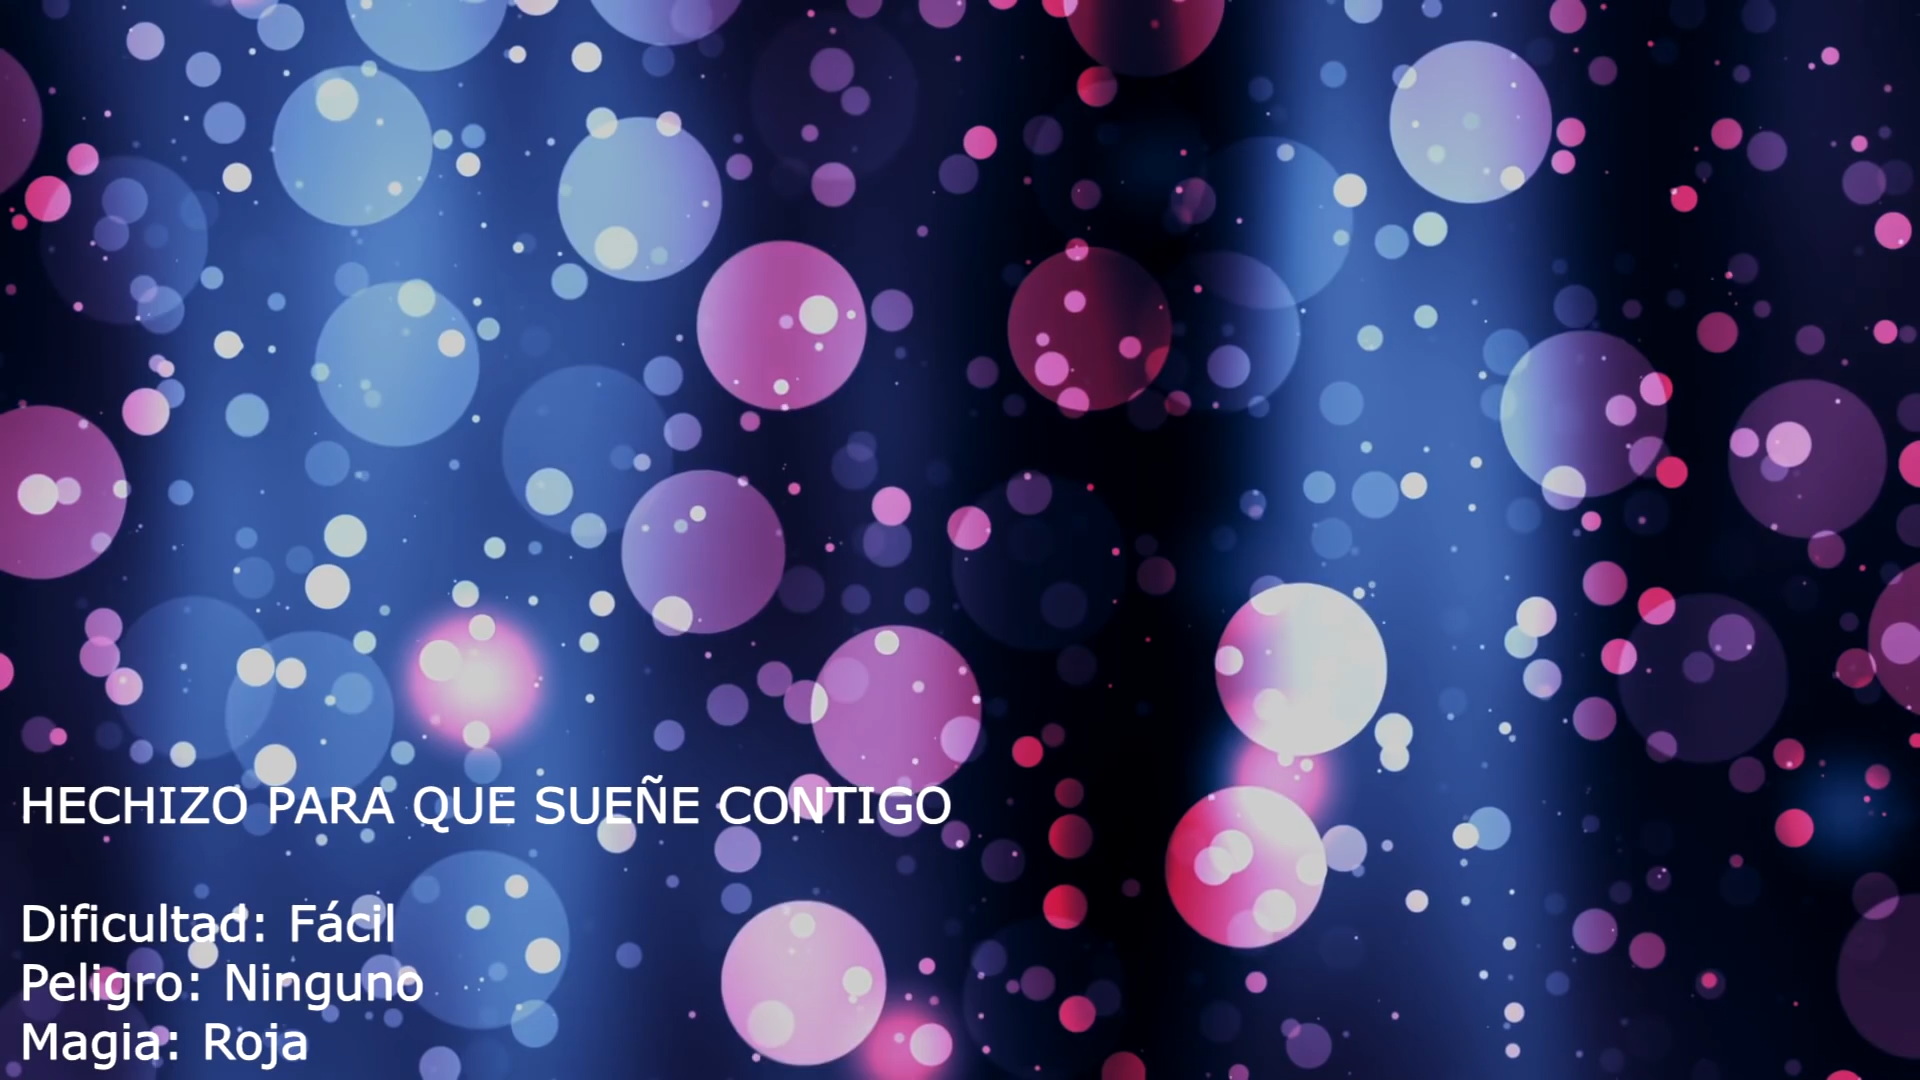 HECHIZO PARA QUE SUEÑE CONTIGO
Dificultad: Fácil
Peligro: Ninguno
Magia: Roja